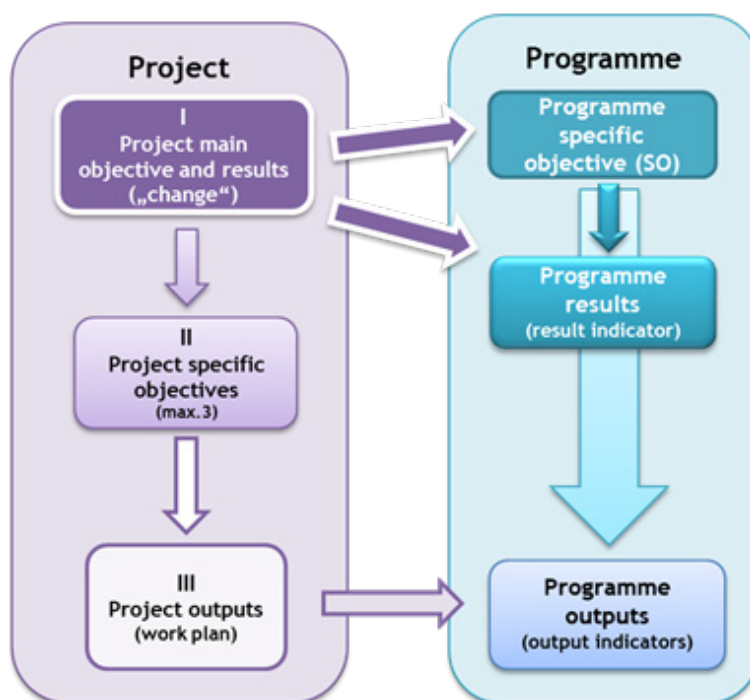 Project
I
Project main
objective and results
(„change“)
II
Project specific
objectives
(max.3)
III
Project outputs
(work plan)
Programme
Programme
specific
objective (SO)
Programme
results
(result indicator)
Programme
outputs
(output indicators)